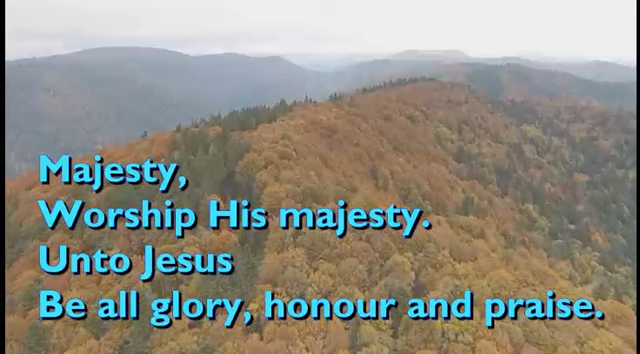 Majesty,
Worship His majesty.
Unto Jesus
Be all glory, honour and praise.